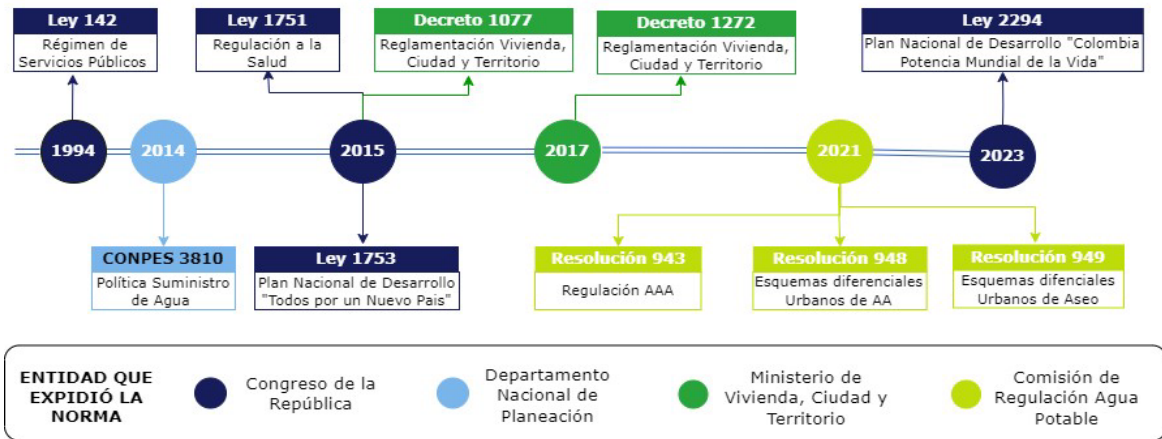 Ley 142
Régimen de
Servicios Públicos
Ley 1751
Regulación a la
Salud
Decreto 1077
Reglamentación Vivienda,
Ciudad y Territorio
Decreto 1272
Reglamentación Vivienda,
Ciudad y Territorio
Ley 2294
Plan Nacional de Desarrollo "Colombia
Potencia Mundial de la Vida"
1994
2014
2015
2017
2021
2023
CONPES 3810
Política Suministro
de Agua
Ley 1753
Plan Nacional de Desarrollo
"Todos por un Nuevo Pais"
Resolución 943
Regulación AAA
Resolución 948
Esquemas diferenciales
Urbanos de AA
Resolución 949
Esquemas difenciales
Urbanos de Aseo
ENTIDAD QUE
EXPIDIÓ LA
NORMA
Congreso de la
República
Departamento
Nacional de
Planeación
Ministerio de
Vivienda, Ciudad y
Territorio
Comisión de
Regulación Agua
Potable